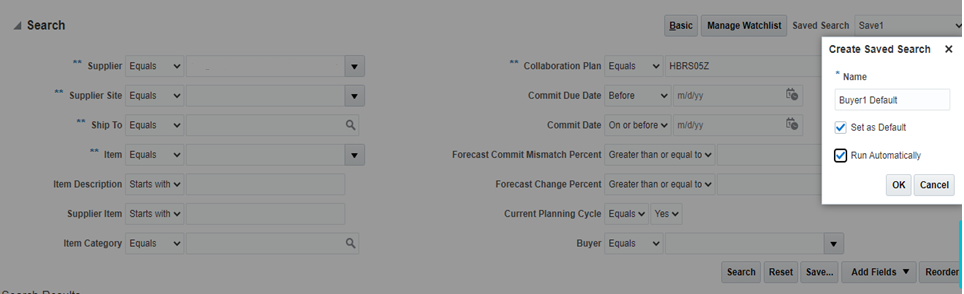 Search
Basic Manage Watchlist Saved Search Save1
Create Saved Search
* Name
Buyer1 Default
Set as Default
Run Automatically
OK Cancel
** Supplier Equals
** Supplier Site Equals
** Ship To Equals
** Item Equals
Item Description Starts with
Supplier Item Starts with
Item Category Equals
** Collaboration Plan Equals HBRS05Z
Commit Due Date Before m/d/yy
Commit Date On or before m/d/yy
Forecast Commit Mismatch Percent Greater than or equal to
Forecast Change Percent Greater than or equal to
Current Planning Cycle Equals Yes
Buyer Equals
Search Reset Save... Add Fields Reorder
Search Results